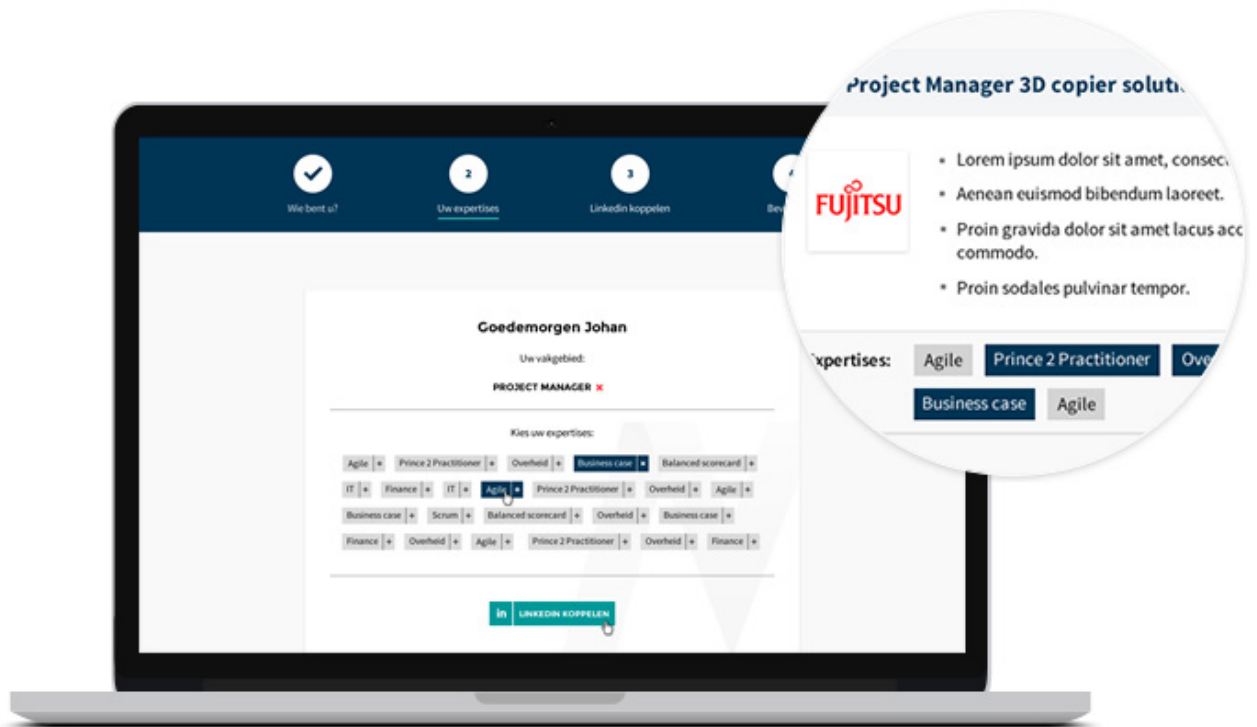 Project Manager 3D copier soluti
FUJITSU
Lorem ipsum dolor sit amet, consec
Aenean euismod bibendum laoreet.
Proin gravida dolor sit amet lacus acc
commodo.
Proin sodales pulvinar tempor.
xpertises: Agile Prince 2 Practitioner Ove
Business case Agile
2 3 4
Wie bent u? Uw expertises Linkedin koppelen Bev
Goedemorgen Johan
Uw vakgebied:
PROJECT MANAGER ×
Kies uw expertises:
Agile + Prince 2 Practitioner + Overheid + Business case × Balanced scorecard +
IT + Finance + IT + Agile × Prince 2 Practitioner + Overheid + Agile +
Business case + Scrum + Balanced scorecard + Overheid + Business case +
Finance + Overheid + Agile + Prince 2 Practitioner + Overheid + Finance +
in LINKEDIN KOPPELEN